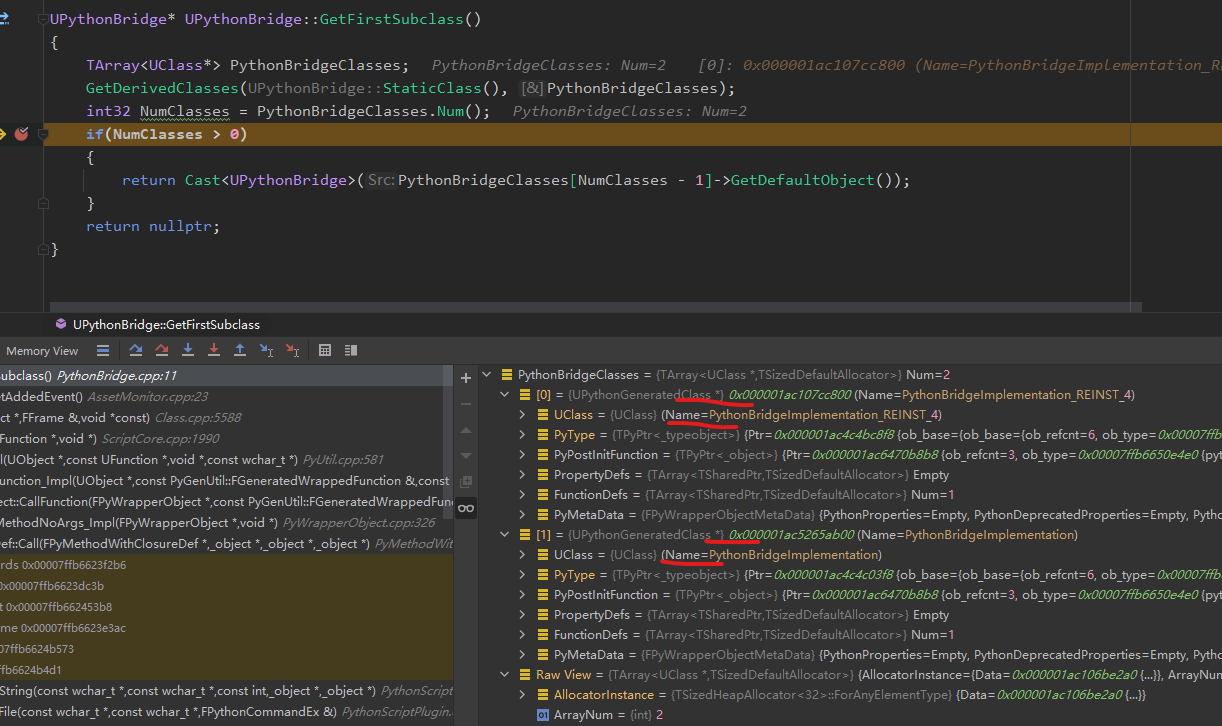 UPythonBridge* UPythonBridge::GetFirstSubclass()
{
TArray<UClass*> PythonBridgeClasses; PythonBridgeClasses: Num=2 [0]: 0x000001ac107cc800 (Name=PythonBridgeImplementation_RE
GetDerivedClasses(UPythonBridge::StaticClass(), [&]PythonBridgeClasses);
int32 NumClasses = PythonBridgeClasses.Num(); PythonBridgeClasses: Num=2
if(NumClasses > 0)
{
return Cast<UPythonBridge>(Src:PythonBridgeClasses[NumClasses - 1]->GetDefaultObject());
}
return nullptr;
}
UPythonBridge::GetFirstSubclass
Memory View
Subclass() PythonBridge.cpp:11
etAddedEvent() AssetMonitor.cpp:23
ct *,FFrame &,void *const) Class.cpp:5588
Function *,void *) ScriptCore.cpp:1990
l(UObject *,const UFunction *,void *,const wchar_t *) PyUtil.cpp:581
unction_Impl(UObject *,const PyGenUtil::FGeneratedWrappedFunction &,const
ect::CallFunction(FPyWrapperObject *,const PyGenUtil::FGeneratedWrappedFunc
MethodNoArgs_Impl(FPyWrapperObject *,void *) PyWrapperObject.cpp:326
Def::Call(FPyMethodWithClosureDef *,_object *,_object *,_object *) PyMethodWith
rds 0x00007ffb6623f2b6
0x00007ffb6623dc3b
t 0x00007ffb662453b8
me 0x00007ffb6623e3ac
07ffb6624b573
ffb6624b4d1
String(const wchar_t *,const wchar_t *,const int,_object *,_object *) PythonScript
File(const wchar_t *,const wchar_t *,FPythonCommandEx &) PythonScriptPlugin.
PythonBridgeClasses = {TArray<UClass *,TSizedDefaultAllocator>} Num=2
[0] = {UPythonGeneratedClass *} 0x000001ac107cc800 (Name=PythonBridgeImplementation_REINST_4)
UClass = {UClass} (Name=PythonBridgeImplementation_REINST_4)
PyType = {TPyPtr<_typeobject>} {Ptr=0x000001ac4c4bc8f8 {ob_base={ob_base={ob_refcnt=6, ob_type=0x00007ffb
PyPostInitFunction = {TPyPtr<_object>} {Ptr=0x000001ac6470b8b8 {ob_refcnt=3, ob_type=0x00007ffb6650e4e0 {pyt
PropertyDefs = {TArray<TSharedPtr,TSizedDefaultAllocator>} Empty
FunctionDefs = {TArray<TSharedPtr,TSizedDefaultAllocator>} Num=1
PyMetaData = {FPyWrapperObjectMetaData} {PythonProperties=Empty, PythonDeprecatedProperties=Empty, Pytho
[1] = {UPythonGeneratedClass *} 0x000001ac5265ab00 (Name=PythonBridgeImplementation)
UClass = {UClass} (Name=PythonBridgeImplementation)
PyType = {TPyPtr<_typeobject>} {Ptr=0x000001ac4c4c03f8 {ob_base={ob_base={ob_refcnt=6, ob_type=0x00007ffb
PyPostInitFunction = {TPyPtr<_object>} {Ptr=0x000001ac6470b8b8 {ob_refcnt=3, ob_type=0x00007ffb6650e4e0 {pyt
PropertyDefs = {TArray<TSharedPtr,TSizedDefaultAllocator>} Empty
FunctionDefs = {TArray<TSharedPtr,TSizedDefaultAllocator>} Num=1
PyMetaData = {FPyWrapperObjectMetaData} {PythonProperties=Empty, PythonDeprecatedProperties=Empty, Pytho
Raw View = {TArray<UClass *,TSizedDefaultAllocator>} {AllocatorInstance={Data=0x000001ac106be2a0 {...}}, ArrayNum
AllocatorInstance = {TSizedHeapAllocator<32>::ForAnyElementType} {Data=0x000001ac106be2a0 {...}}
ArrayNum = {int} 2